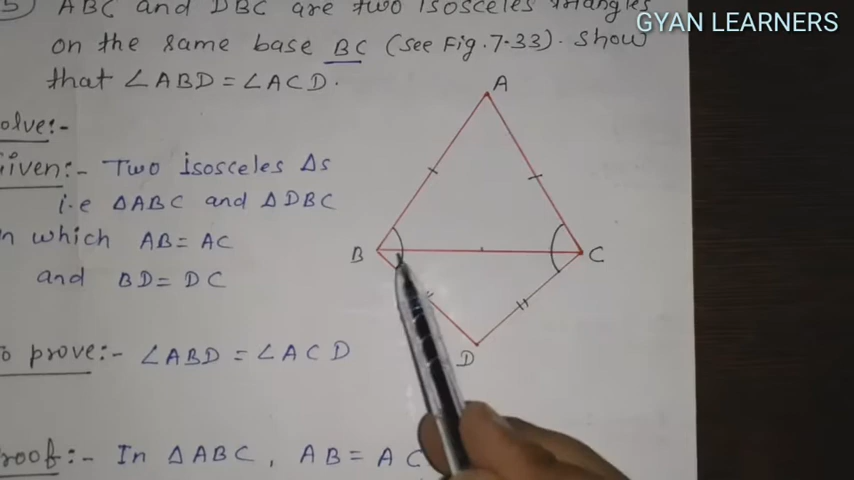 5) ABC and DBC are two isosceles triangles
GYAN LEARNERS
on the same base BC (see Fig. 7.33). Show
that ∠ABD = ∠ACD.
olve:-
Given:- Two isosceles Δs
i.e ΔABC and ΔDBC
n which AB = AC
and BD = DC
o prove:- ∠ABD = ∠ACD
roof:- In ΔABC, AB = AC
A
B
C
D